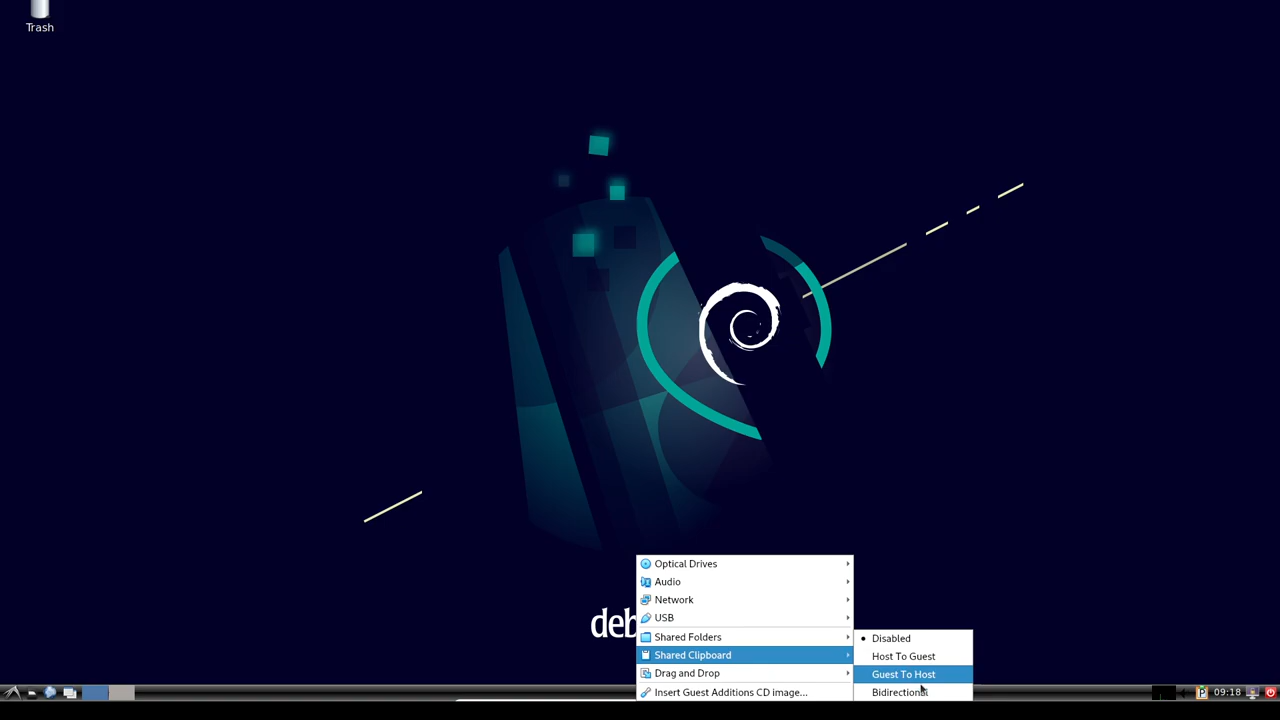 Trash
deb
Optical Drives
Audio
Network
USB
Shared Folders
Shared Clipboard
Drag and Drop
Insert Guest Additions CD image...
Disabled
Host To Guest
Guest To Host
Bidirectional
09:18